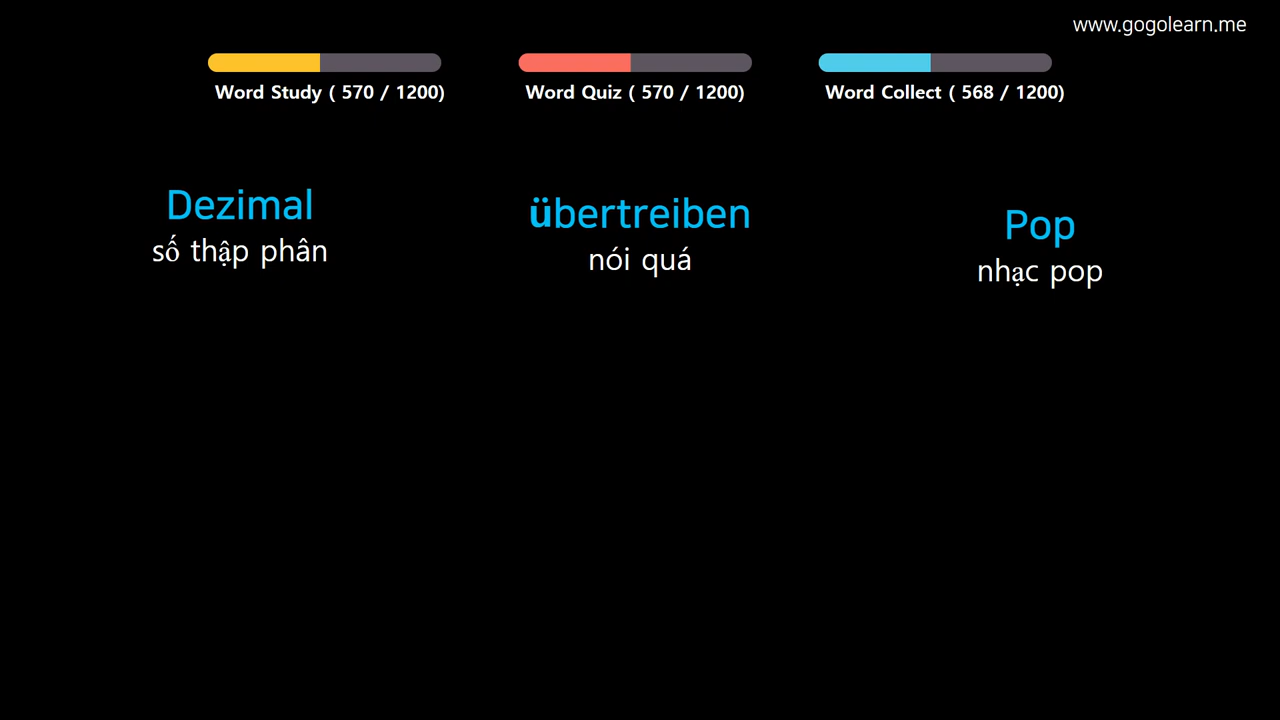 www.gogolearn.me
Word Study ( 570 / 1200)
Word Quiz ( 570 / 1200)
Word Collect ( 568 / 1200)
Dezimal
số thập phân
übertreiben
nói quá
Pop
nhạc pop